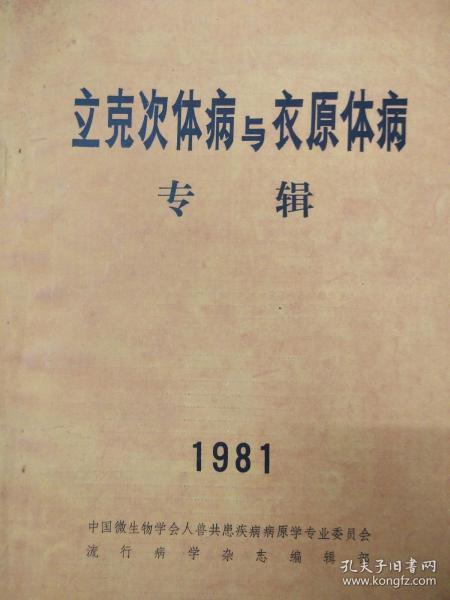 立克次体病与衣原体病
专辑
1981
中国微生物学会人兽共患疾病病原学专业委员会
流行病学杂志编辑部
孔夫子旧书网
www.kongfz.com